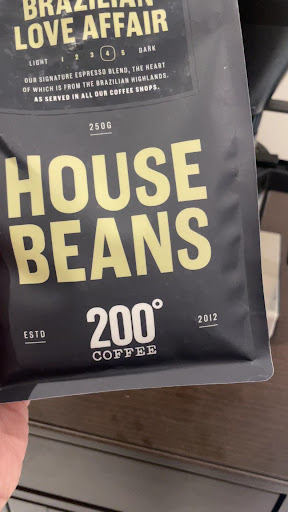 BRAZILIAN
LOVE AFFAIR
LIGHT 1 2 3 4 5 DARK
OUR SIGNATURE ESPRESSO BLEND, THE HEART
OF WHICH IS FROM THE BRAZILIAN HIGHLANDS.
AS SERVED IN ALL OUR COFFEE SHOPS.
250G
HOUSE
BEANS
ESTD 200° 2012
COFFEE